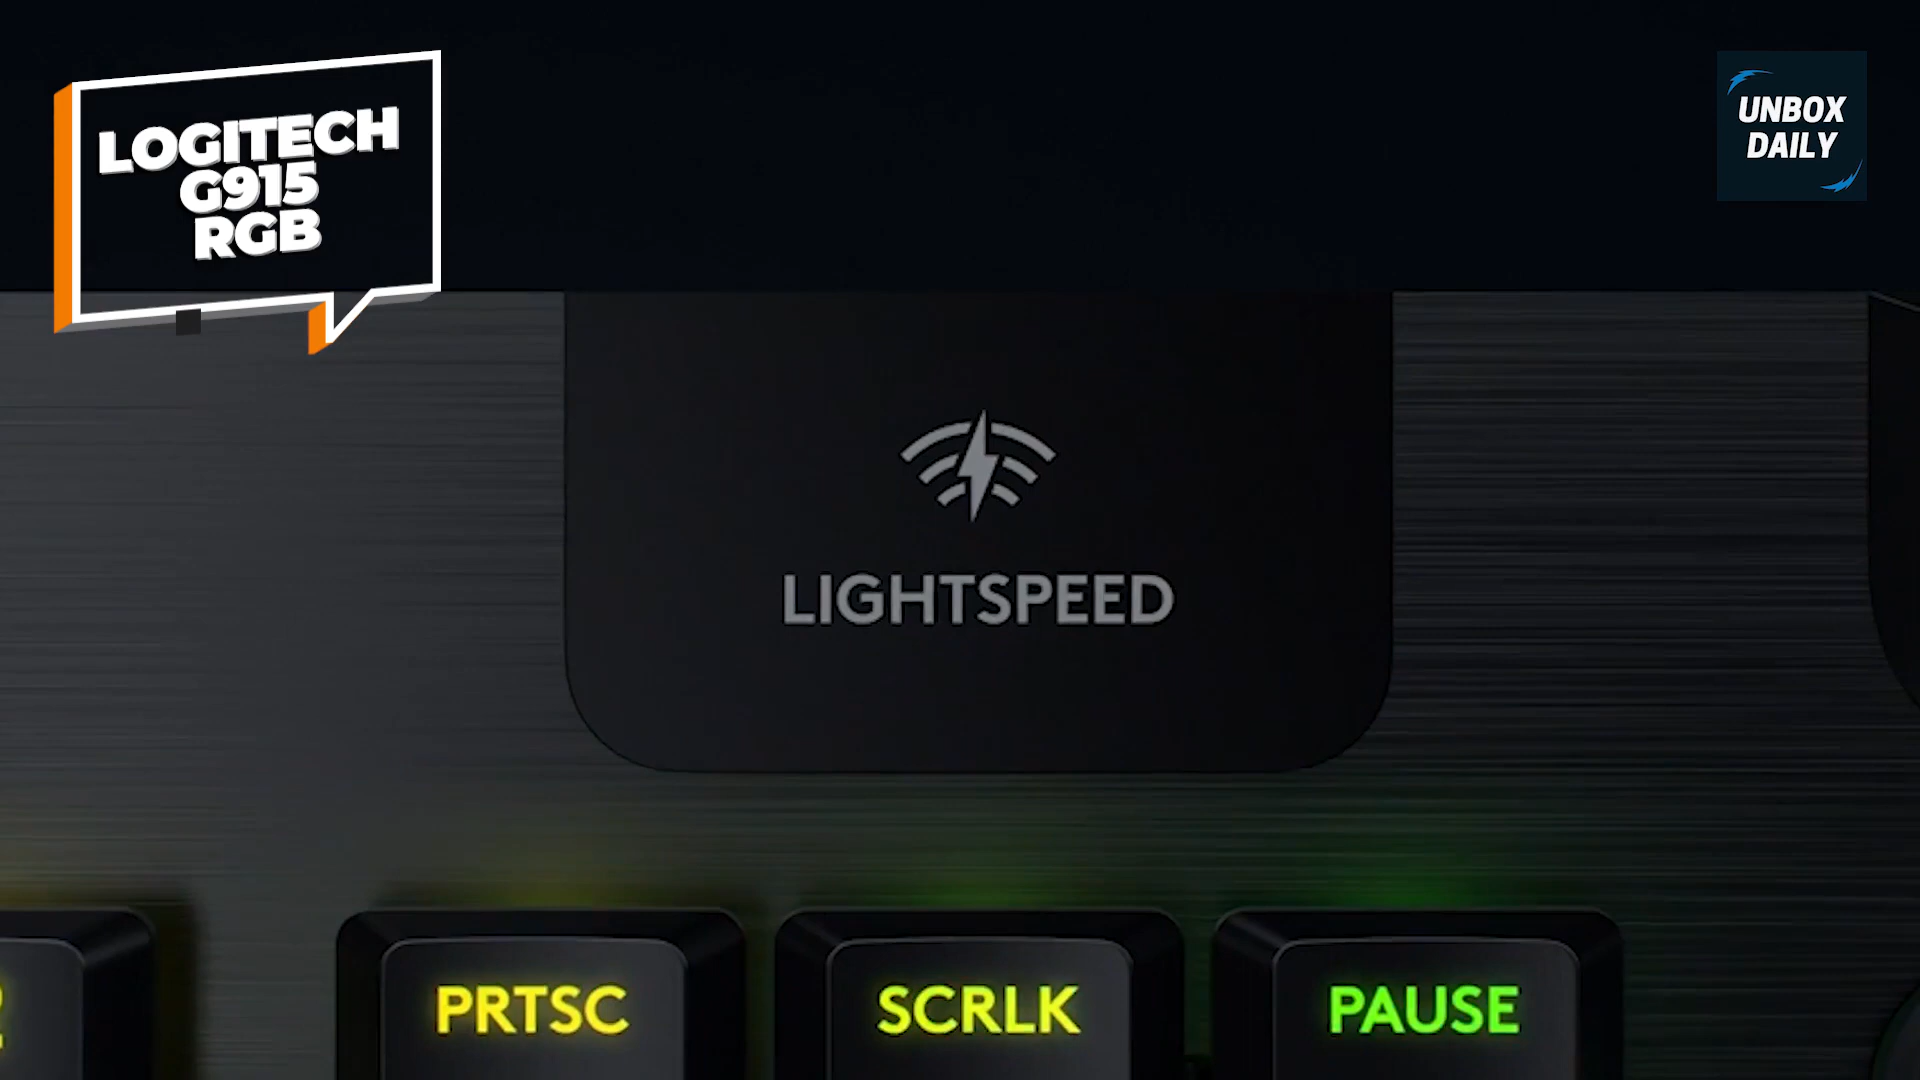 LOGITECH
G915
RGB
UNBOX
DAILY
LIGHTSPEED
PRTSC
SCRLK
PAUSE